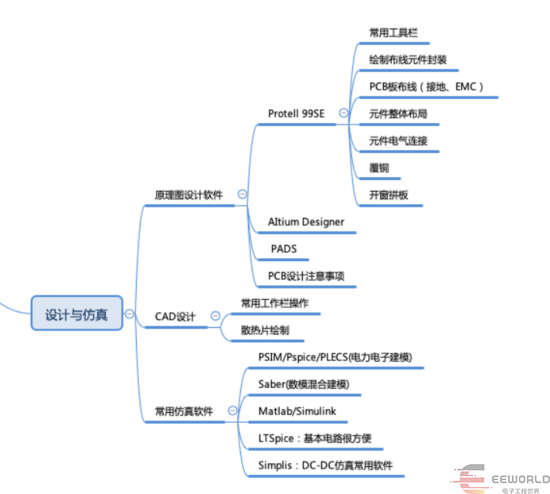 常用工具栏
绘制布线元件封装
PCB板布线（接地、EMC）
Protell 99SE
元件整体布局
元件电气连接
覆铜
原理图设计软件
开窗拼板
AItium Designer
PADS
PCB设计注意事项
设计与仿真
CAD设计
常用工作栏操作
散热片绘制
PSIM/Pspice/PLECS(电力电子建模)
Saber(数模混合建模)
常用仿真软件
Matlab/Simulink
LTSpice：基本电路很方便
Simplis：DC-DC仿真常用软件
EEWORLD
电子工程世界